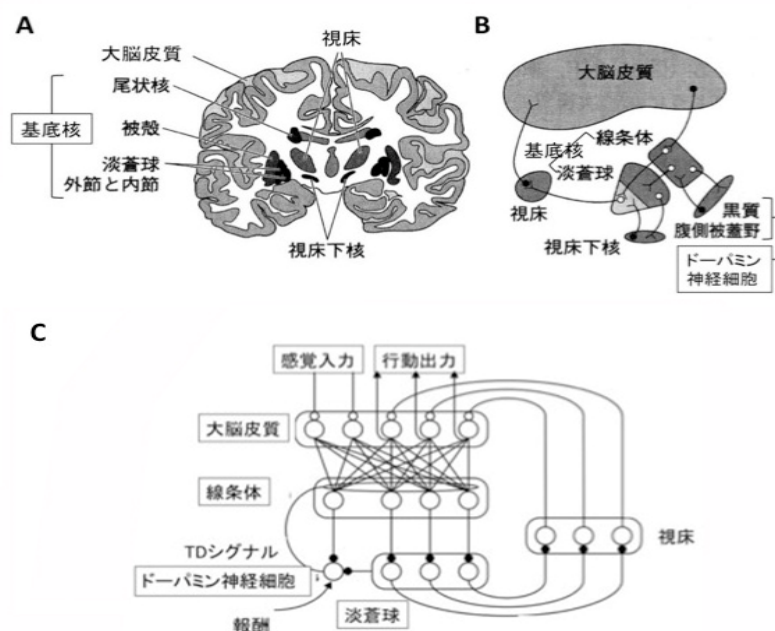 A
大脳皮質
尾状核
基底核
被殻
淡蒼球
外節と内節
視床
視床下核
B
大脳皮質
線条体
基底核
淡蒼球
視床
黒質
腹側被蓋野
視床下核
ドーパミン
神経細胞
C
感覚入力
行動出力
大脳皮質
線条体
視床
TDシグナル
ドーパミン神経細胞
淡蒼球
報酬